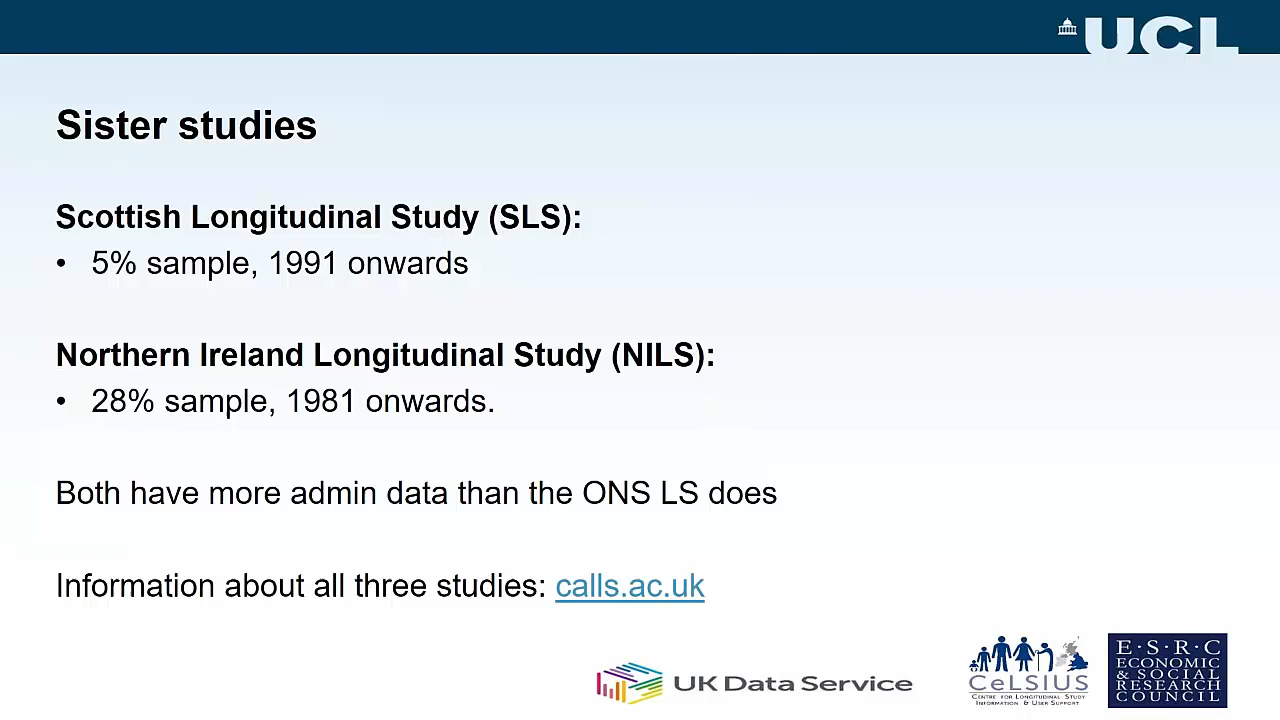 UCL
Sister studies
Scottish Longitudinal Study (SLS):
• 5% sample, 1991 onwards
Northern Ireland Longitudinal Study (NILS):
• 28% sample, 1981 onwards.
Both have more admin data than the ONS LS does
Information about all three studies: calls.ac.uk
UK Data Service
CeLSIUS
Centre for Longitudinal Study
Information & User Support
E·S·R·C
ECONOMIC
& SOCIAL
RESEARCH
COUNCIL